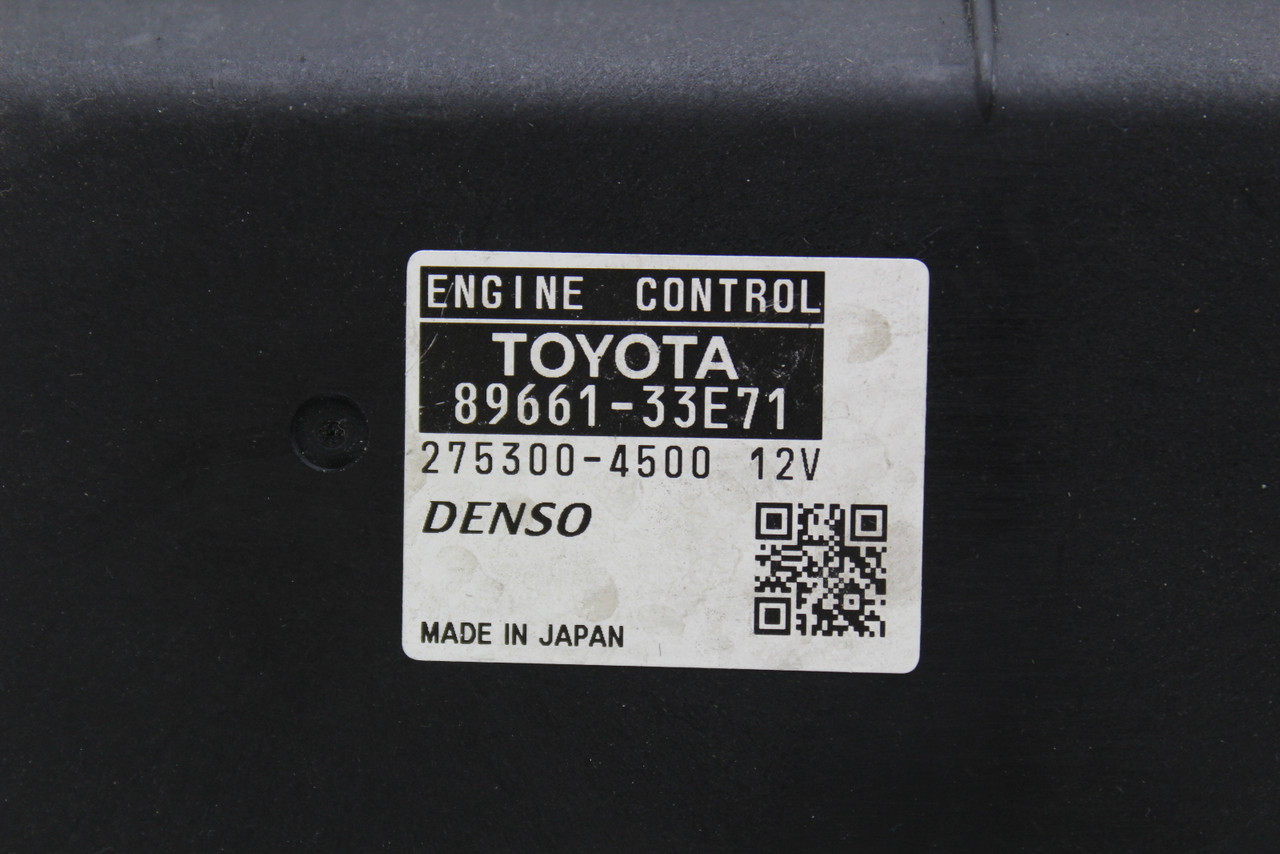 ENGINE CONTROL
TOYOTA
89661-33E71
275300-4500 12V
DENSO
MADE IN JAPAN